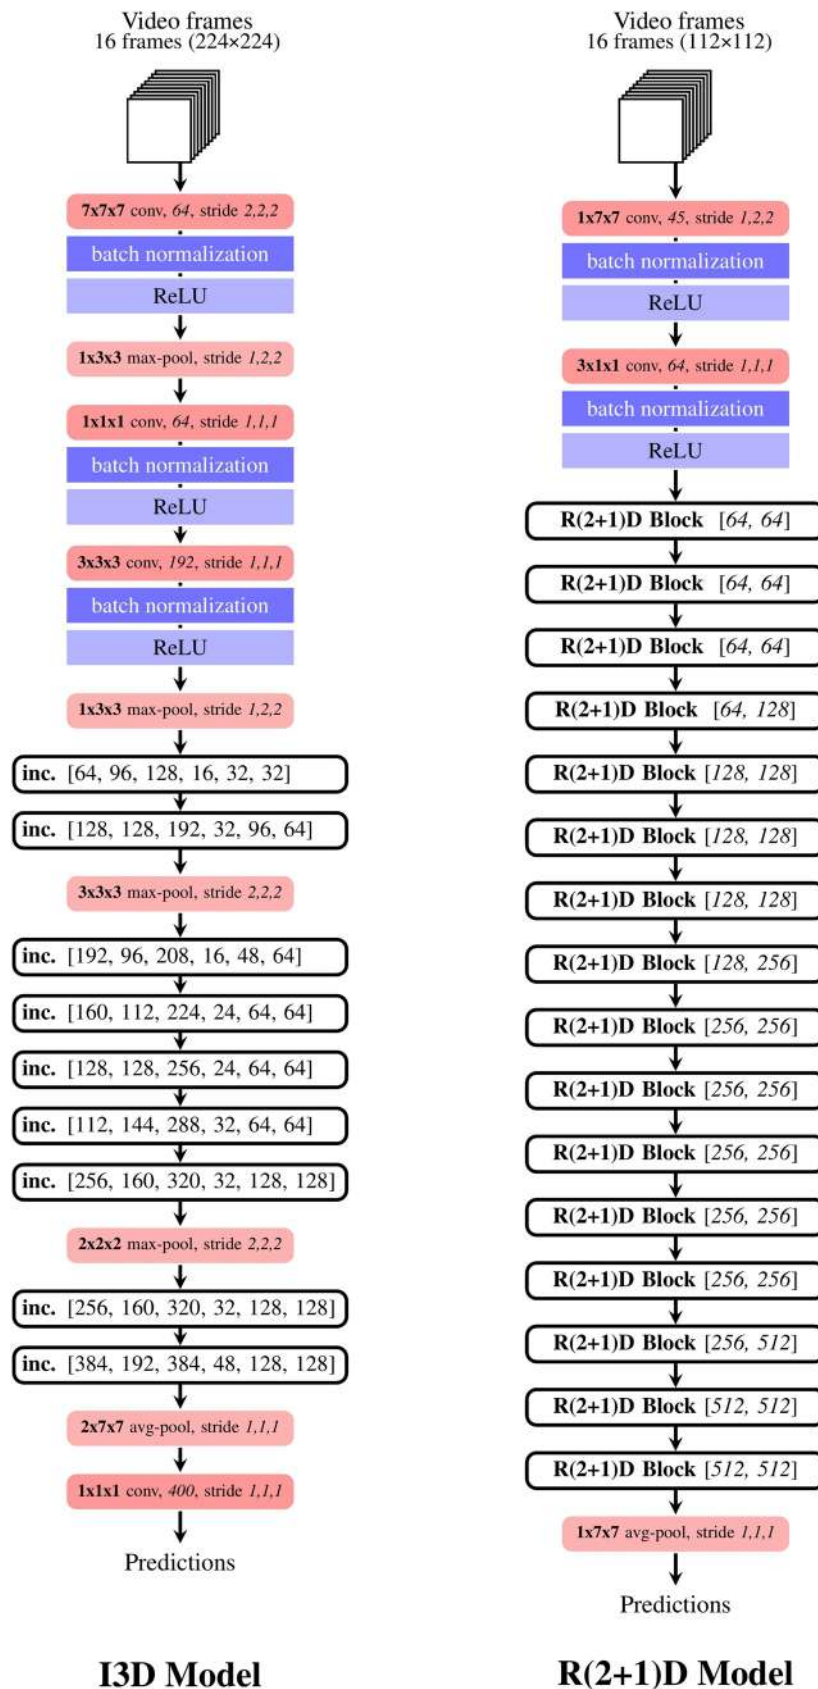 Video frames
16 frames (224×224)
7x7x7 conv, 64, stride 2,2,2
batch normalization
ReLU
1x3x3 max-pool, stride 1,2,2
1x1x1 conv, 64, stride 1,1,1
batch normalization
ReLU
3x3x3 conv, 192, stride 1,1,1
batch normalization
ReLU
1x3x3 max-pool, stride 1,2,2
inc. [64, 96, 128, 16, 32, 32]
inc. [128, 128, 192, 32, 96, 64]
3x3x3 max-pool, stride 2,2,2
inc. [192, 96, 208, 16, 48, 64]
inc. [160, 112, 224, 24, 64, 64]
inc. [128, 128, 256, 24, 64, 64]
inc. [112, 144, 288, 32, 64, 64]
inc. [256, 160, 320, 32, 128, 128]
2x2x2 max-pool, stride 2,2,2
inc. [256, 160, 320, 32, 128, 128]
inc. [384, 192, 384, 48, 128, 128]
2x7x7 avg-pool, stride 1,1,1
1x1x1 conv, 400, stride 1,1,1
Predictions
I3D Model
Video frames
16 frames (112×112)
1x7x7 conv, 45, stride 1,2,2
batch normalization
ReLU
3x1x1 conv, 64, stride 1,1,1
batch normalization
ReLU
R(2+1)D Block [64, 64]
R(2+1)D Block [64, 64]
R(2+1)D Block [64, 64]
R(2+1)D Block [64, 128]
R(2+1)D Block [128, 128]
R(2+1)D Block [128, 128]
R(2+1)D Block [128, 128]
R(2+1)D Block [128, 256]
R(2+1)D Block [256, 256]
R(2+1)D Block [256, 256]
R(2+1)D Block [256, 256]
R(2+1)D Block [256, 256]
R(2+1)D Block [256, 256]
R(2+1)D Block [256, 512]
R(2+1)D Block [512, 512]
R(2+1)D Block [512, 512]
1x7x7 avg-pool, stride 1,1,1
Predictions
R(2+1)D Model